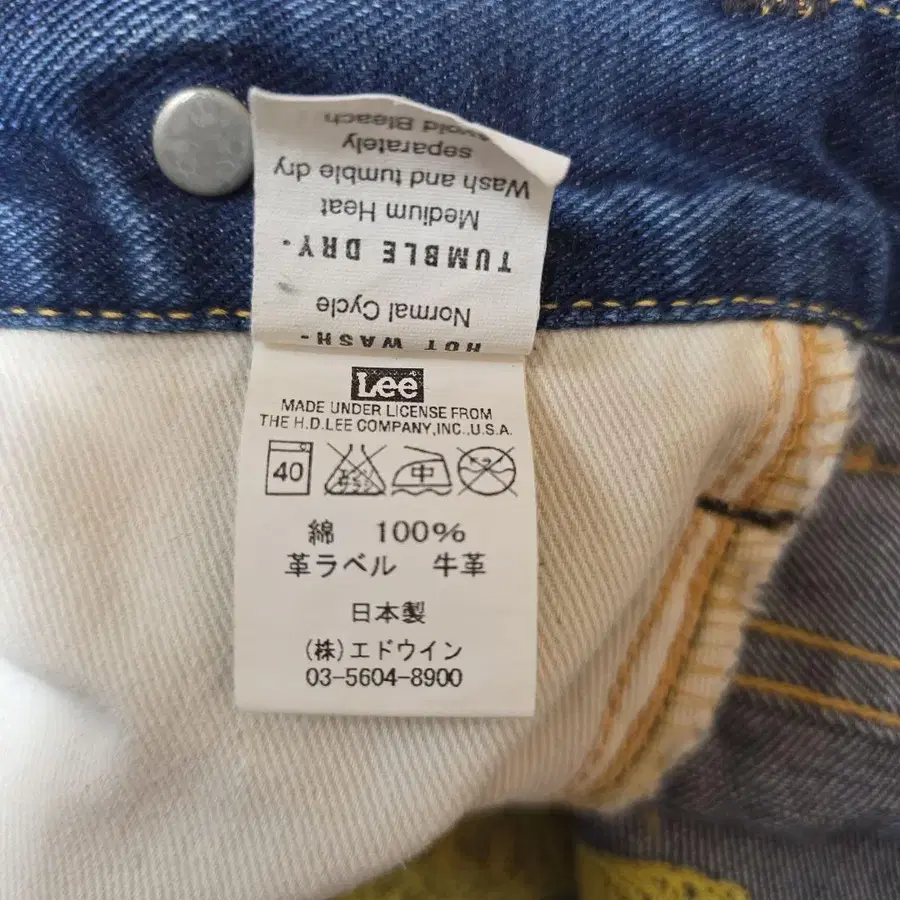 HOT WASH-
Normal Cycle
TUMBLE DRY-
Medium Heat
Wash and tumble dry
separately
Avoid Bleach
Lee
MADE UNDER LICENSE FROM
THE H.D.LEE COMPANY,INC.,U.S.A.
40 中
綿 100%
革ラベル 牛革
日本製
(株)エドウイン
03-5604-8900